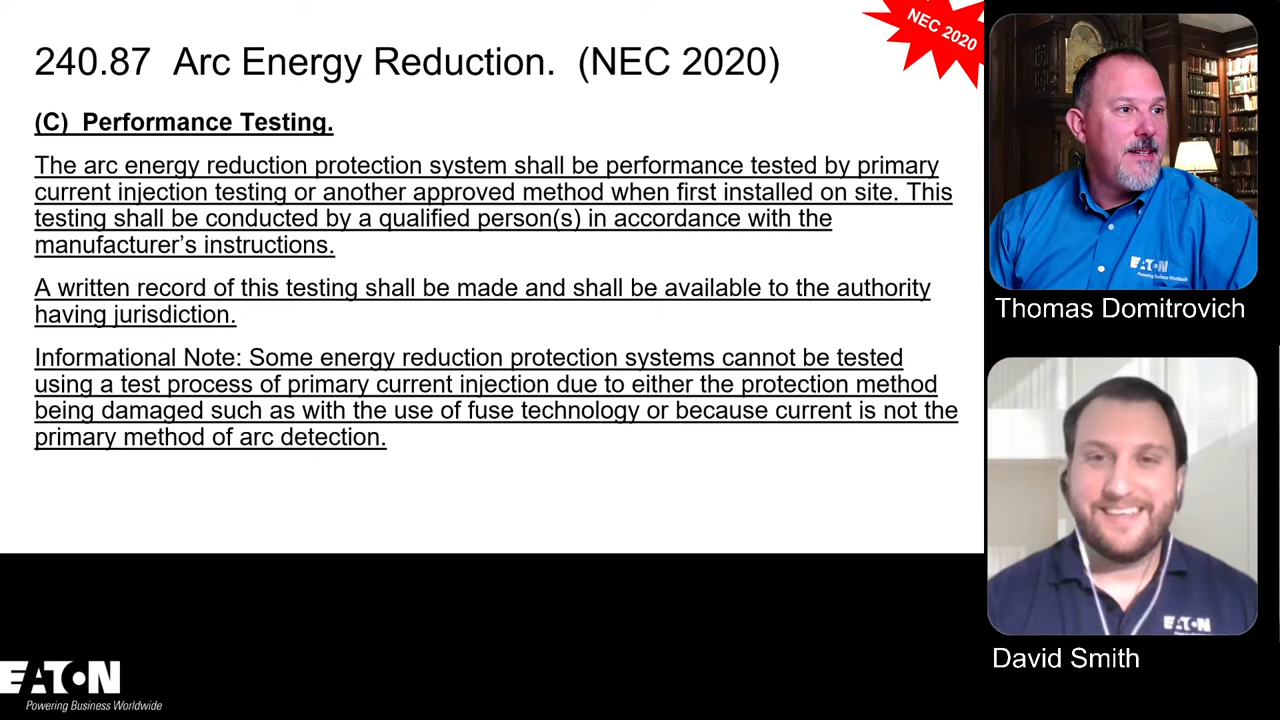 240.87 Arc Energy Reduction. (NEC 2020)
NEC 2020
(C) Performance Testing.
The arc energy reduction protection system shall be performance tested by primary
current injection testing or another approved method when first installed on site. This
testing shall be conducted by a qualified person(s) in accordance with the
manufacturer’s instructions.
A written record of this testing shall be made and shall be available to the authority
having jurisdiction.
Informational Note: Some energy reduction protection systems cannot be tested
using a test process of primary current injection due to either the protection method
being damaged such as with the use of fuse technology or because current is not the
primary method of arc detection.
EATON
Powering Business Worldwide
Thomas Domitrovich
EATON
David Smith
EATON
Powering Business Worldwide